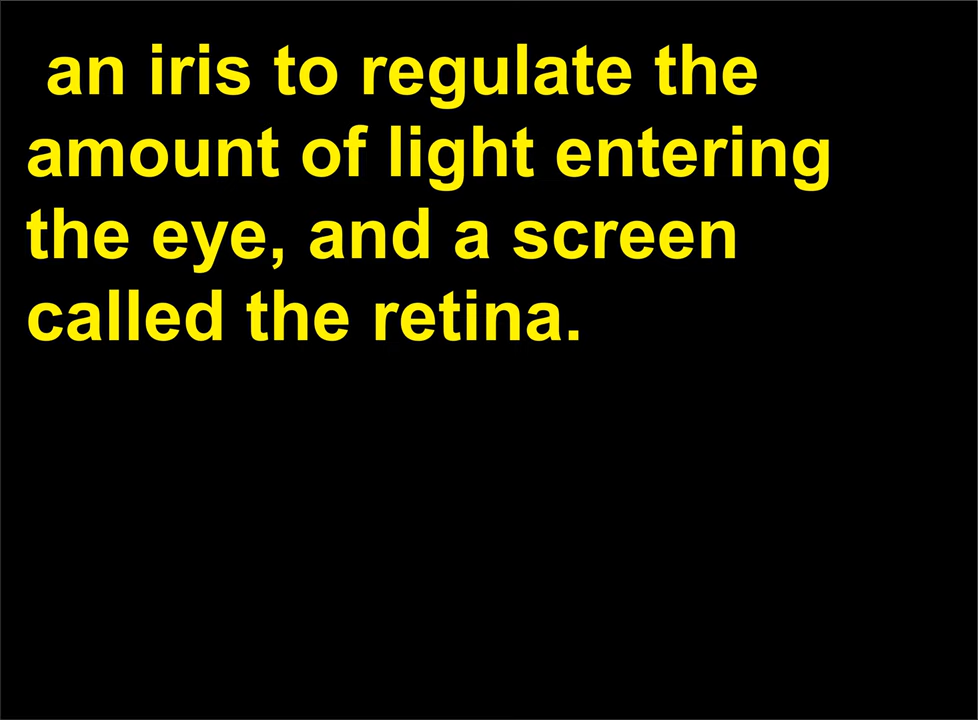 an iris to regulate the
amount of light entering
the eye, and a screen
called the retina.